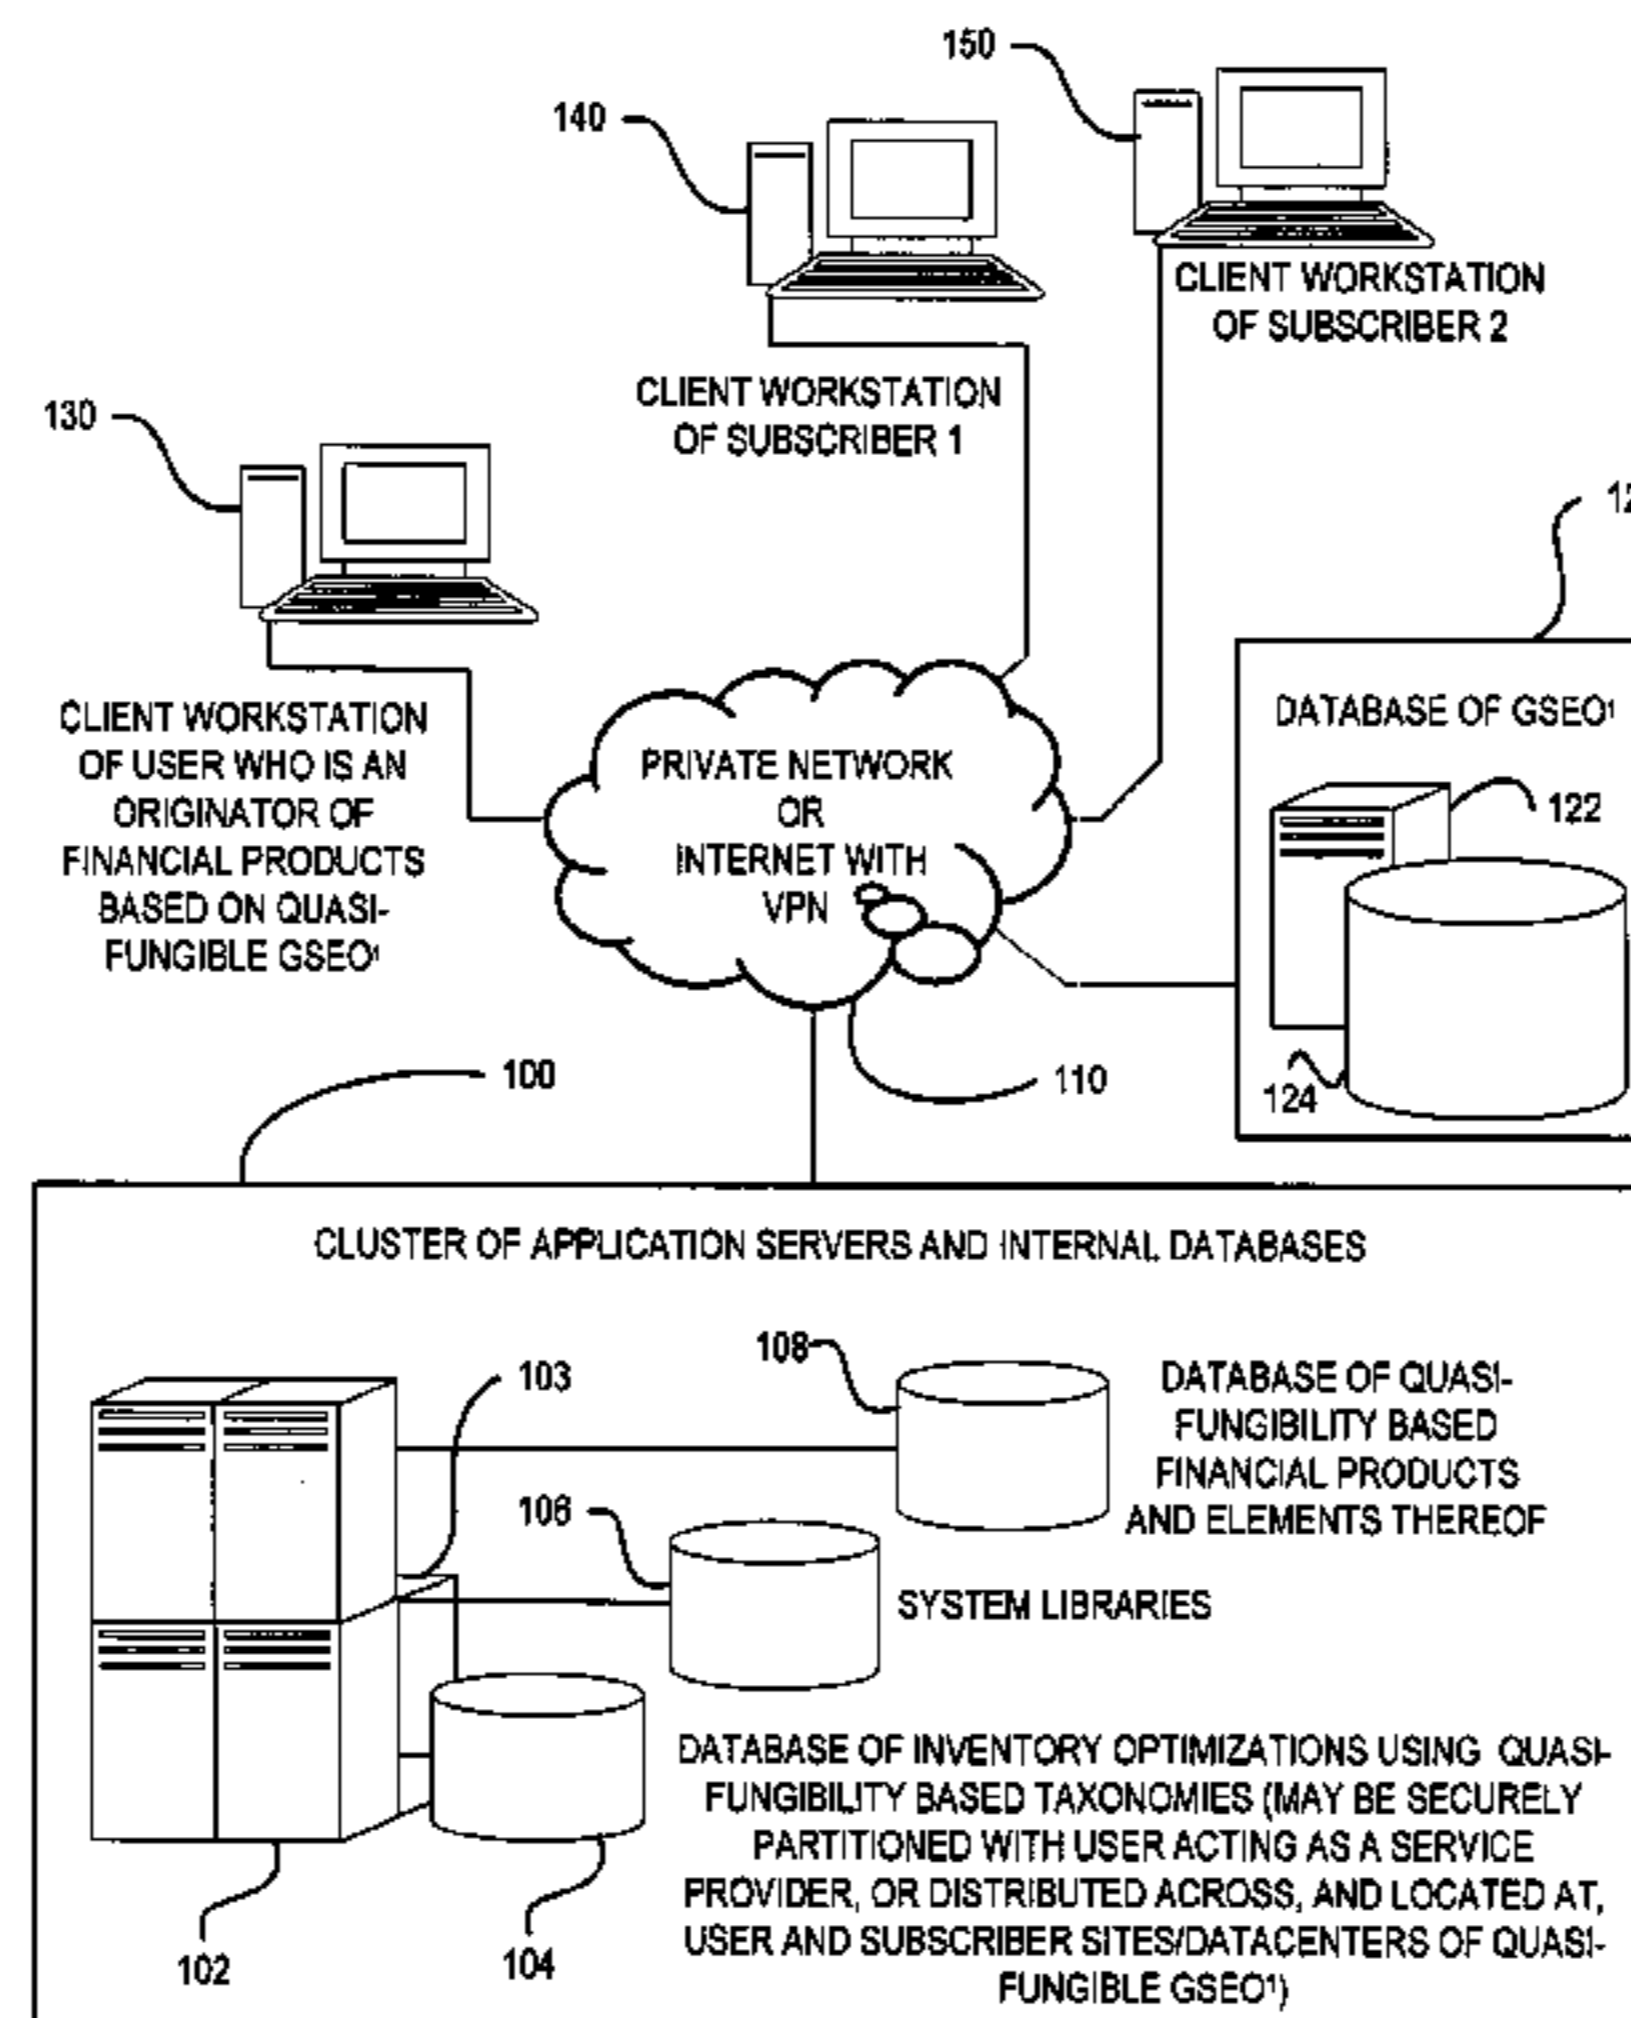 150
140
CLIENT WORKSTATION
OF SUBSCRIBER 2
CLIENT WORKSTATION
OF SUBSCRIBER 1
130
DATABASE OF GSEO¹
CLIENT WORKSTATION
OF USER WHO IS AN
ORIGINATOR OF
FINANCIAL PRODUCTS
BASED ON QUASI-
FUNGIBLE GSEO¹
PRIVATE NETWORK
OR
INTERNET WITH
VPN
122
124
100
110
CLUSTER OF APPLICATION SERVERS AND INTERNAL DATABASES
108
103
DATABASE OF QUASI-
FUNGIBILITY BASED
FINANCIAL PRODUCTS
AND ELEMENTS THEREOF
106
SYSTEM LIBRARIES
DATABASE OF INVENTORY OPTIMIZATIONS USING QUASI-
FUNGIBILITY BASED TAXONOMIES (MAY BE SECURELY
PARTITIONED WITH USER ACTING AS A SERVICE
PROVIDER, OR DISTRIBUTED ACROSS, AND LOCATED AT,
USER AND SUBSCRIBER SITES/DATACENTERS OF QUASI-
FUNGIBLE GSEO¹)
102
104